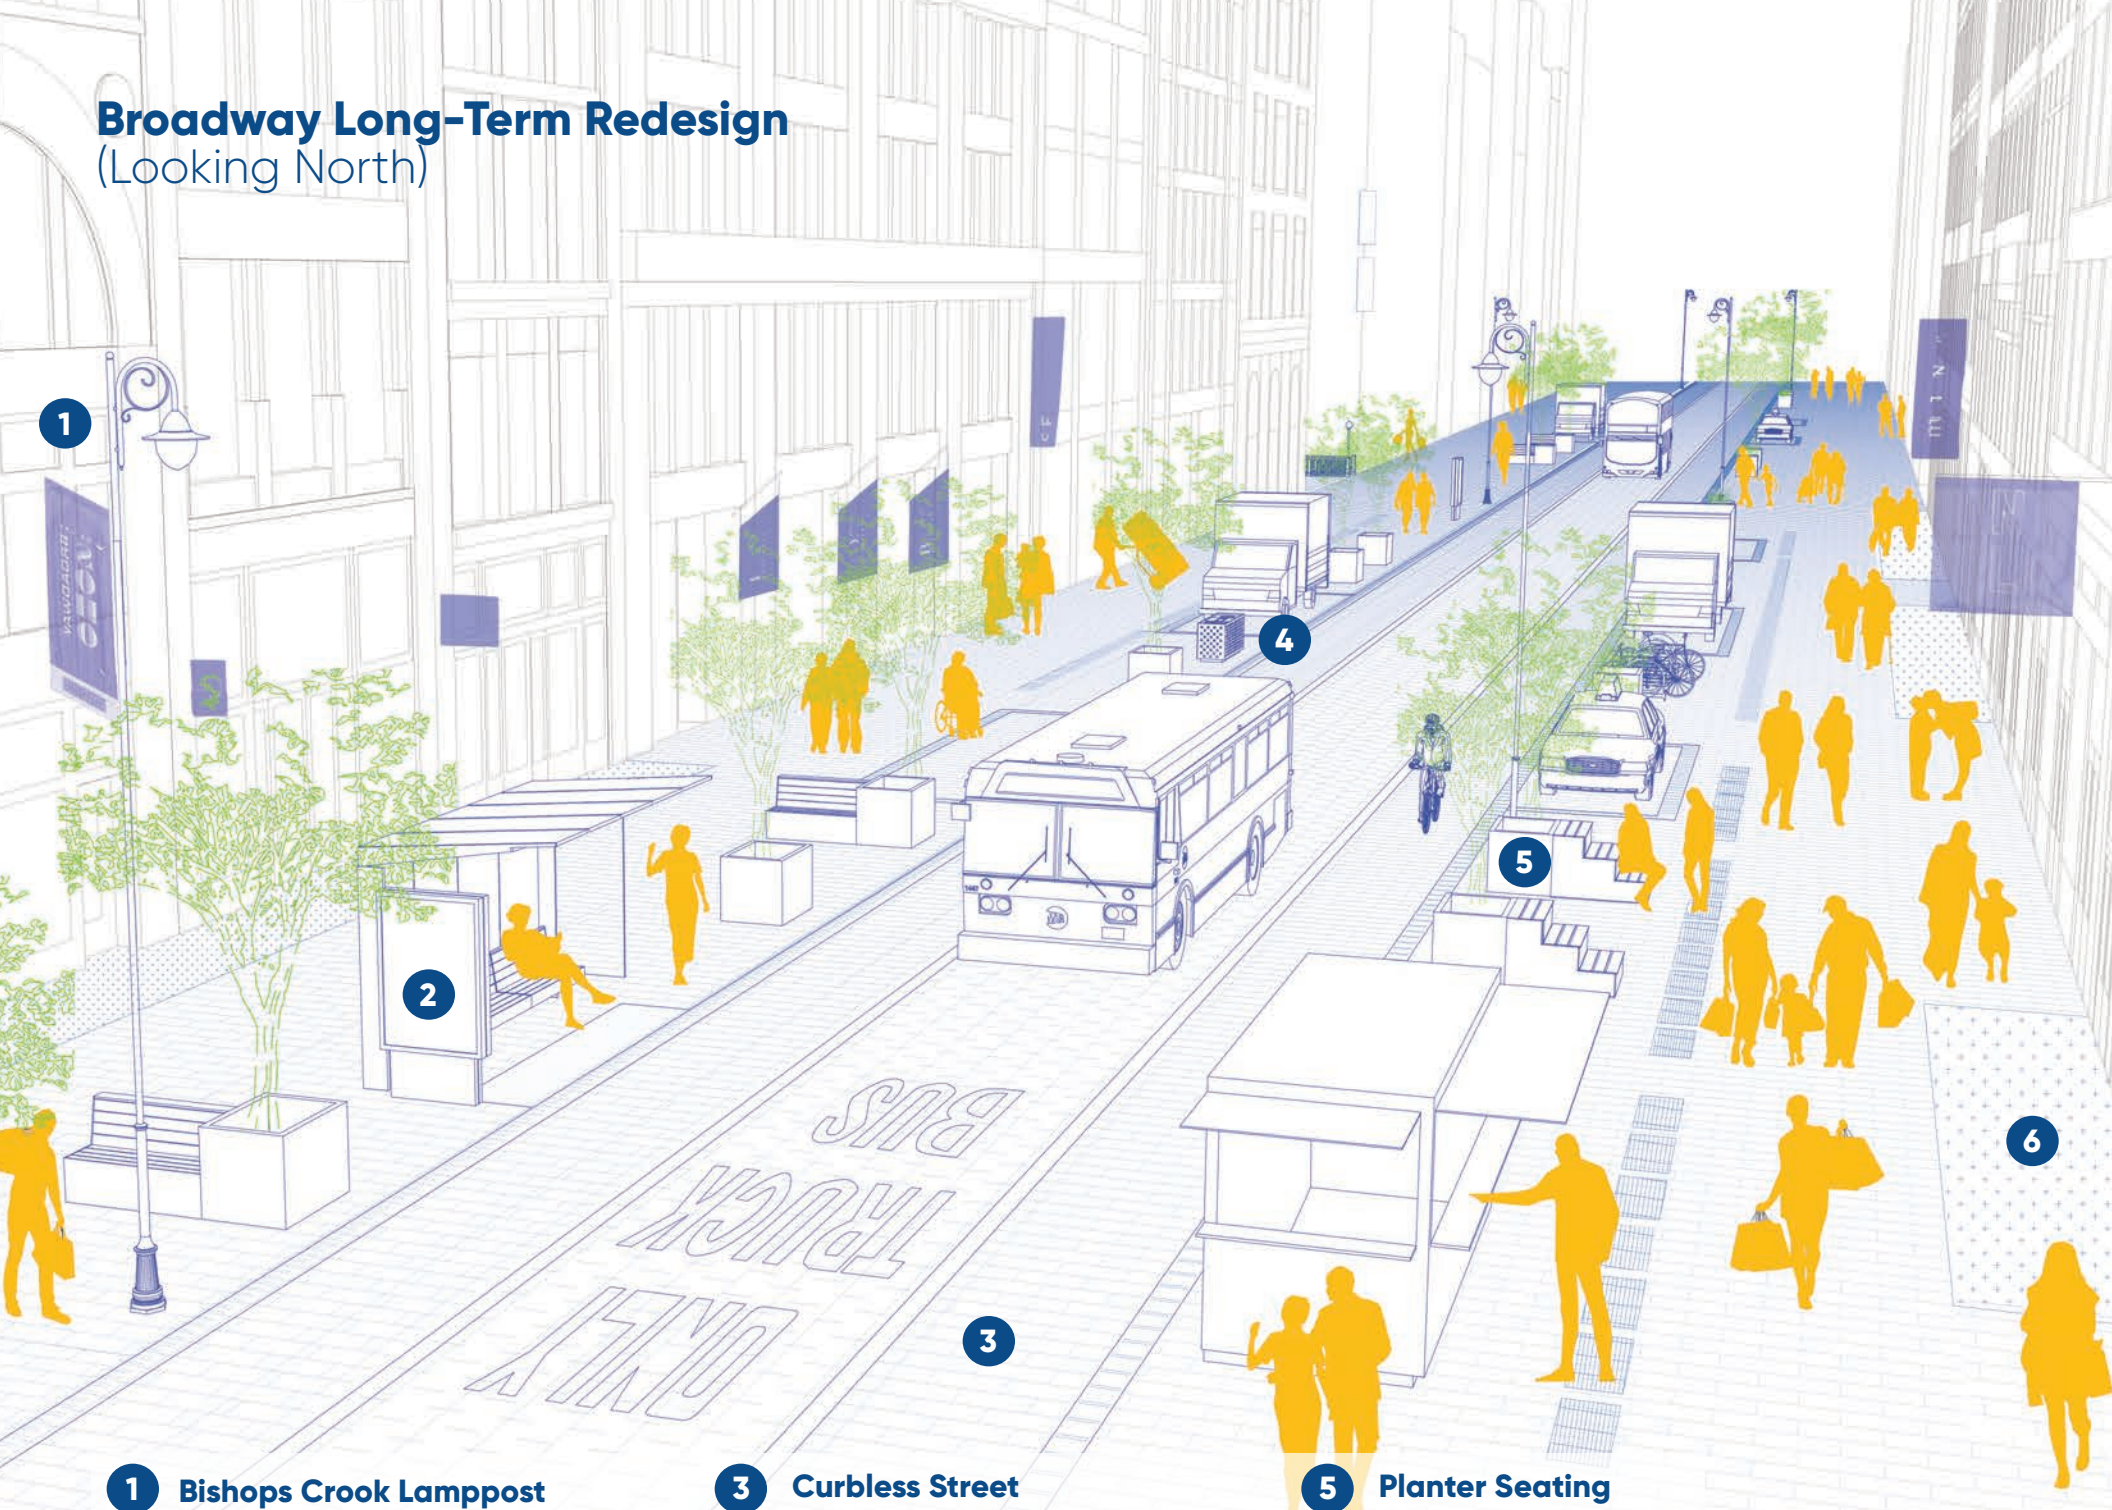 Broadway Long-Term Redesign
(Looking North)
1
4
5
2
BUS
TRUCK
ONLY
6
3
1 Bishops Crook Lamppost
3 Curbless Street
5 Planter Seating